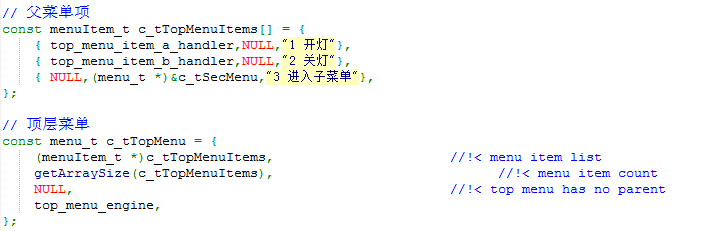 // 父菜单项
const menuItem_t c_tTopMenuItems[] = {
{ top_menu_item_a_handler,NULL,"1 开灯"},
{ top_menu_item_b_handler,NULL,"2 关灯"},
{ NULL,(menu_t *)&c_tSecMenu,"3 进入子菜单"},
};
// 顶层菜单
const menu_t c_tTopMenu = {
(menuItem_t *)c_tTopMenuItems, //!< menu item list
getArraySize(c_tTopMenuItems), //!< menu item count
NULL, //!< top menu has no parent
top_menu_engine,
};